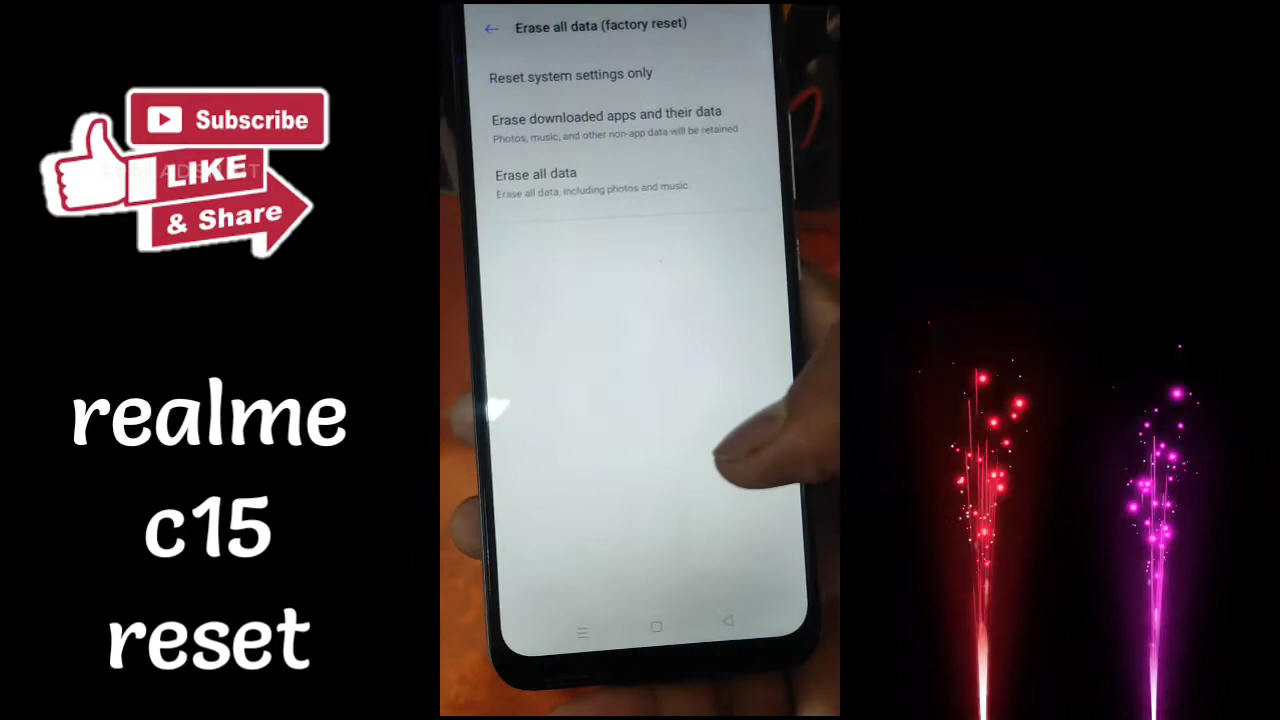 Subscribe
LIKE
& Share
realme
c15
reset
Erase all data (factory reset)
Reset system settings only
Erase downloaded apps and their data
Photos, music, and other non-app data will be retained
Erase all data
Erase all data, including photos and music